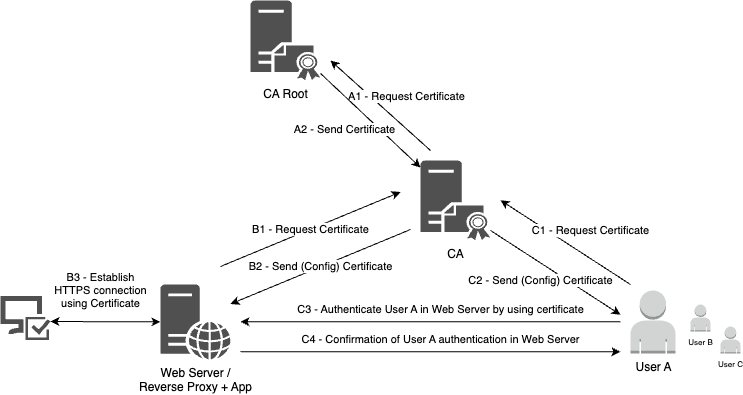 CA Root
A1 - Request Certificate
A2 - Send Certificate
B1 - Request Certificate
C1 - Request Certificate
CA
B2 - Send (Config) Certificate
B3 - Establish
HTTPS connection
using Certificate
C2 - Send (Config) Certificate
C3 - Authenticate User A in Web Server by using certificate
C4 - Confirmation of User A authentication in Web Server
User B
User A
User C
Web Server /
Reverse Proxy + App